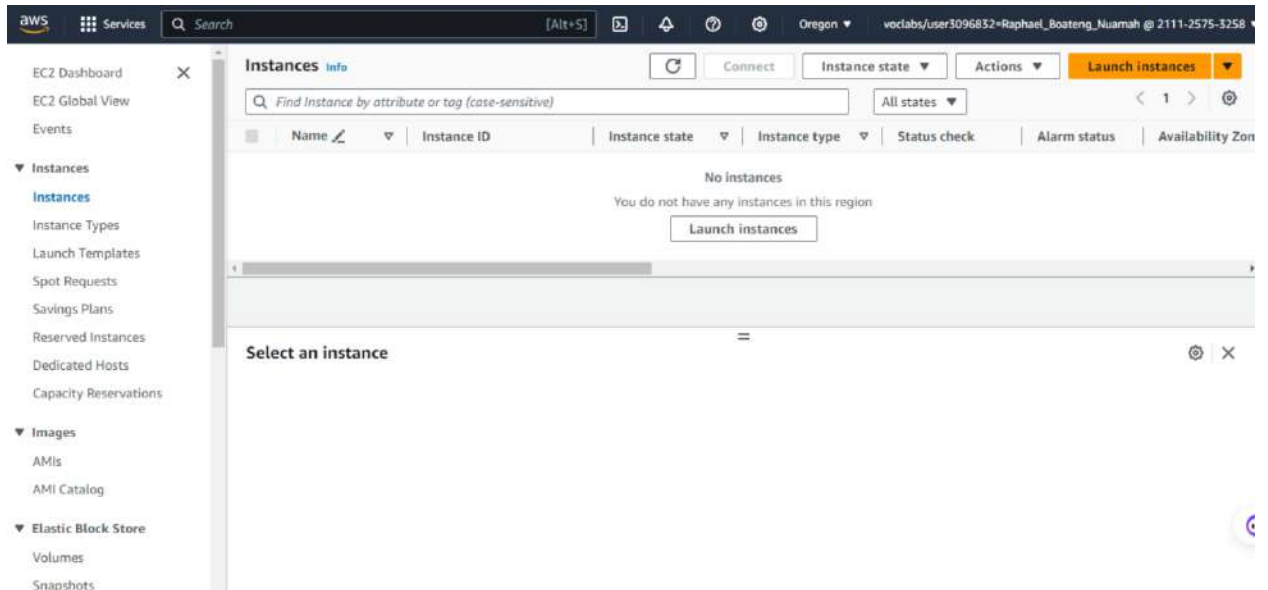 aws Services Search [Alt+S] Oregon voclabs/user3096832=Raphael_Boateng_Nuamah @ 2111-2575-3258
EC2 Dashboard
EC2 Global View
Events
Instances
Instances
Instance Types
Launch Templates
Spot Requests
Savings Plans
Reserved Instances
Dedicated Hosts
Capacity Reservations
Images
AMIs
AMI Catalog
Elastic Block Store
Volumes
Snapshots
Instances Info Connect Instance state Actions Launch instances
Find Instance by attribute or tag (case-sensitive) All states 1
Name Instance ID Instance state Instance type Status check Alarm status Availability Zon
No instances
You do not have any instances in this region
Launch instances
Select an instance